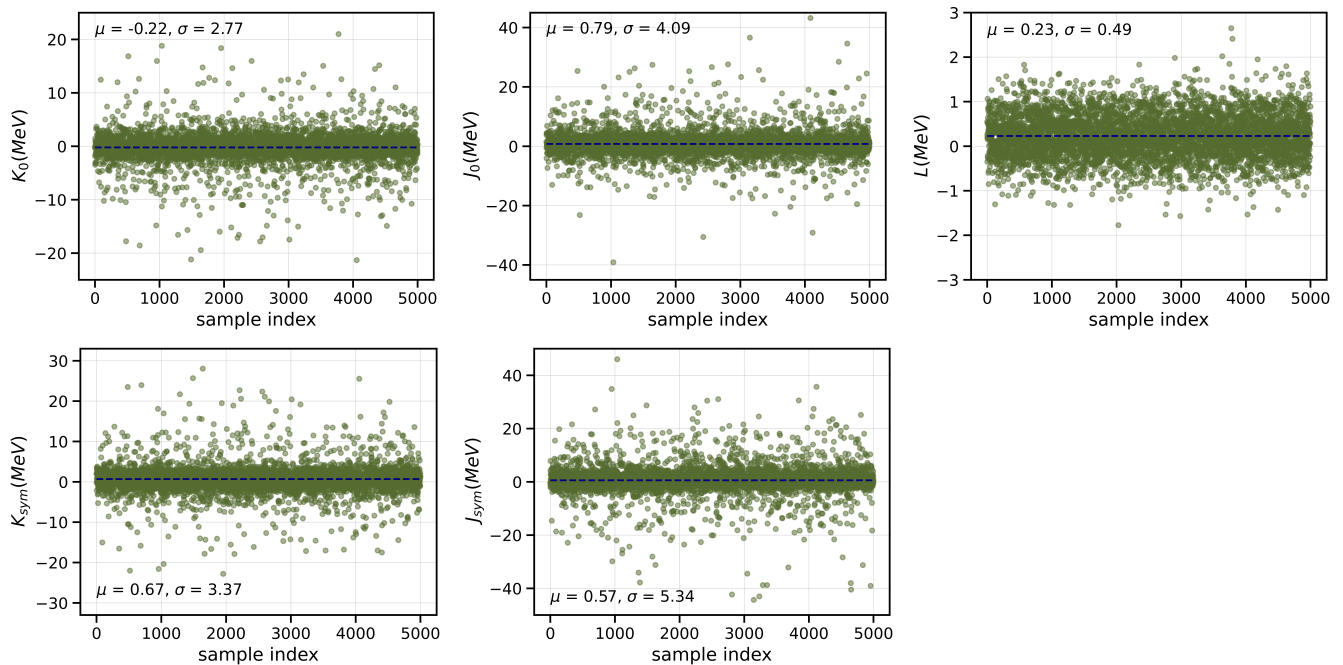 μ = -0.22, σ = 2.77
20
10
0
−10
−20
K₀(MeV)
0 1000 2000 3000 4000 5000
sample index
μ = 0.79, σ = 4.09
40
20
0
−20
−40
J₀(MeV)
0 1000 2000 3000 4000 5000
sample index
μ = 0.23, σ = 0.49
3
2
1
0
−1
−2
−3
L(MeV)
0 1000 2000 3000 4000 5000
sample index
30
20
10
0
−10
−20
−30
K_sym(MeV)
μ = 0.67, σ = 3.37
0 1000 2000 3000 4000 5000
sample index
40
20
0
−20
−40
J_sym(MeV)
μ = 0.57, σ = 5.34
0 1000 2000 3000 4000 5000
sample index